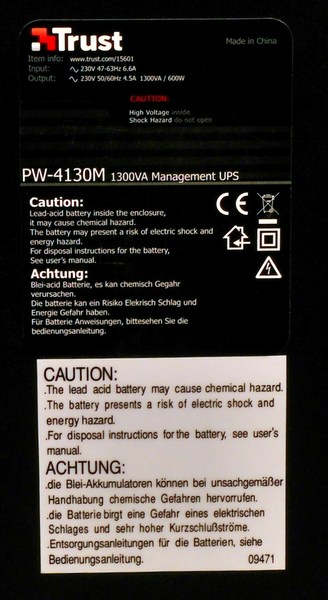 Trust
Made in China
Item info: www.trust.com/15601
Input: ~ 230V 47-63Hz 6.6A
Output: ~ 230V 50/60Hz 4.5A 1300VA / 600W
CAUTION:
High Voltage inside
Shock Hazard do not open
PW-4130M 1300VA Management UPS
Caution:
Lead-acid battery inside the enclosure,
it may cause chemical hazard.
The battery may present a risk of electric shock and
energy hazard.
For disposal instructions for the battery,
See user's manual.
CE
Achtung:
Blei-acid Batterie, es kan chemisch Gegahr
verursachen.
Die batterie kan ein Risiko Elekrisch Schlag und
Energie Gefahr haben.
Für Batterie Anweisungen, bittesehen Sie die
bedienungsanleitung.
CAUTION:
.The lead acid battery may cause chemical hazard.
.The battery presents a risk of electric shock and
energy hazard.
.For disposal instructions for the battery, see user's
manual.
ACHTUNG:
.die Blei-Akkumulatoren können bei unsachgemäßer
Handhabung chemische Gefahren hervorrufen.
.die Batterie birgt eine Gefahr eines elektrischen
Schlages und sehr hoher Kurzschlußströme.
.Entsorgungsanleitungen für die Batterien, siehe
Bedienungsanleitung. 09471